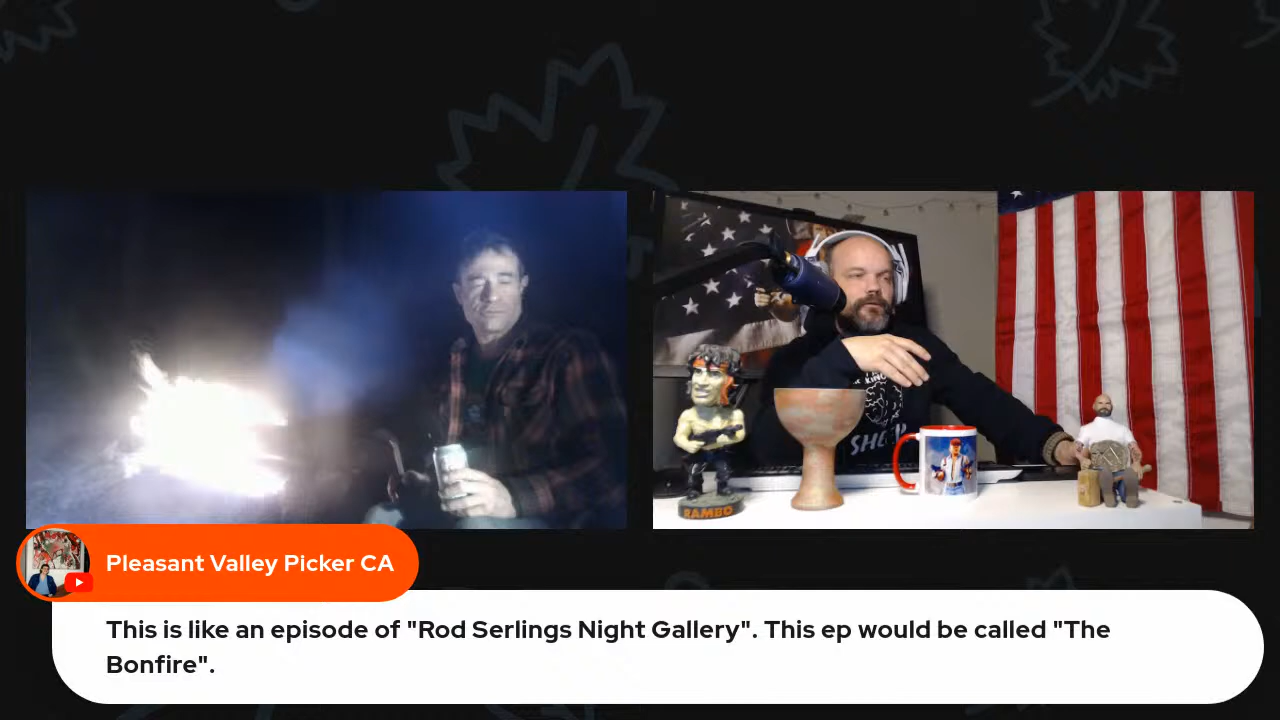 SHEEP
RAMBO
Pleasant Valley Picker CA
This is like an episode of "Rod Serlings Night Gallery". This ep would be called "The
Bonfire".